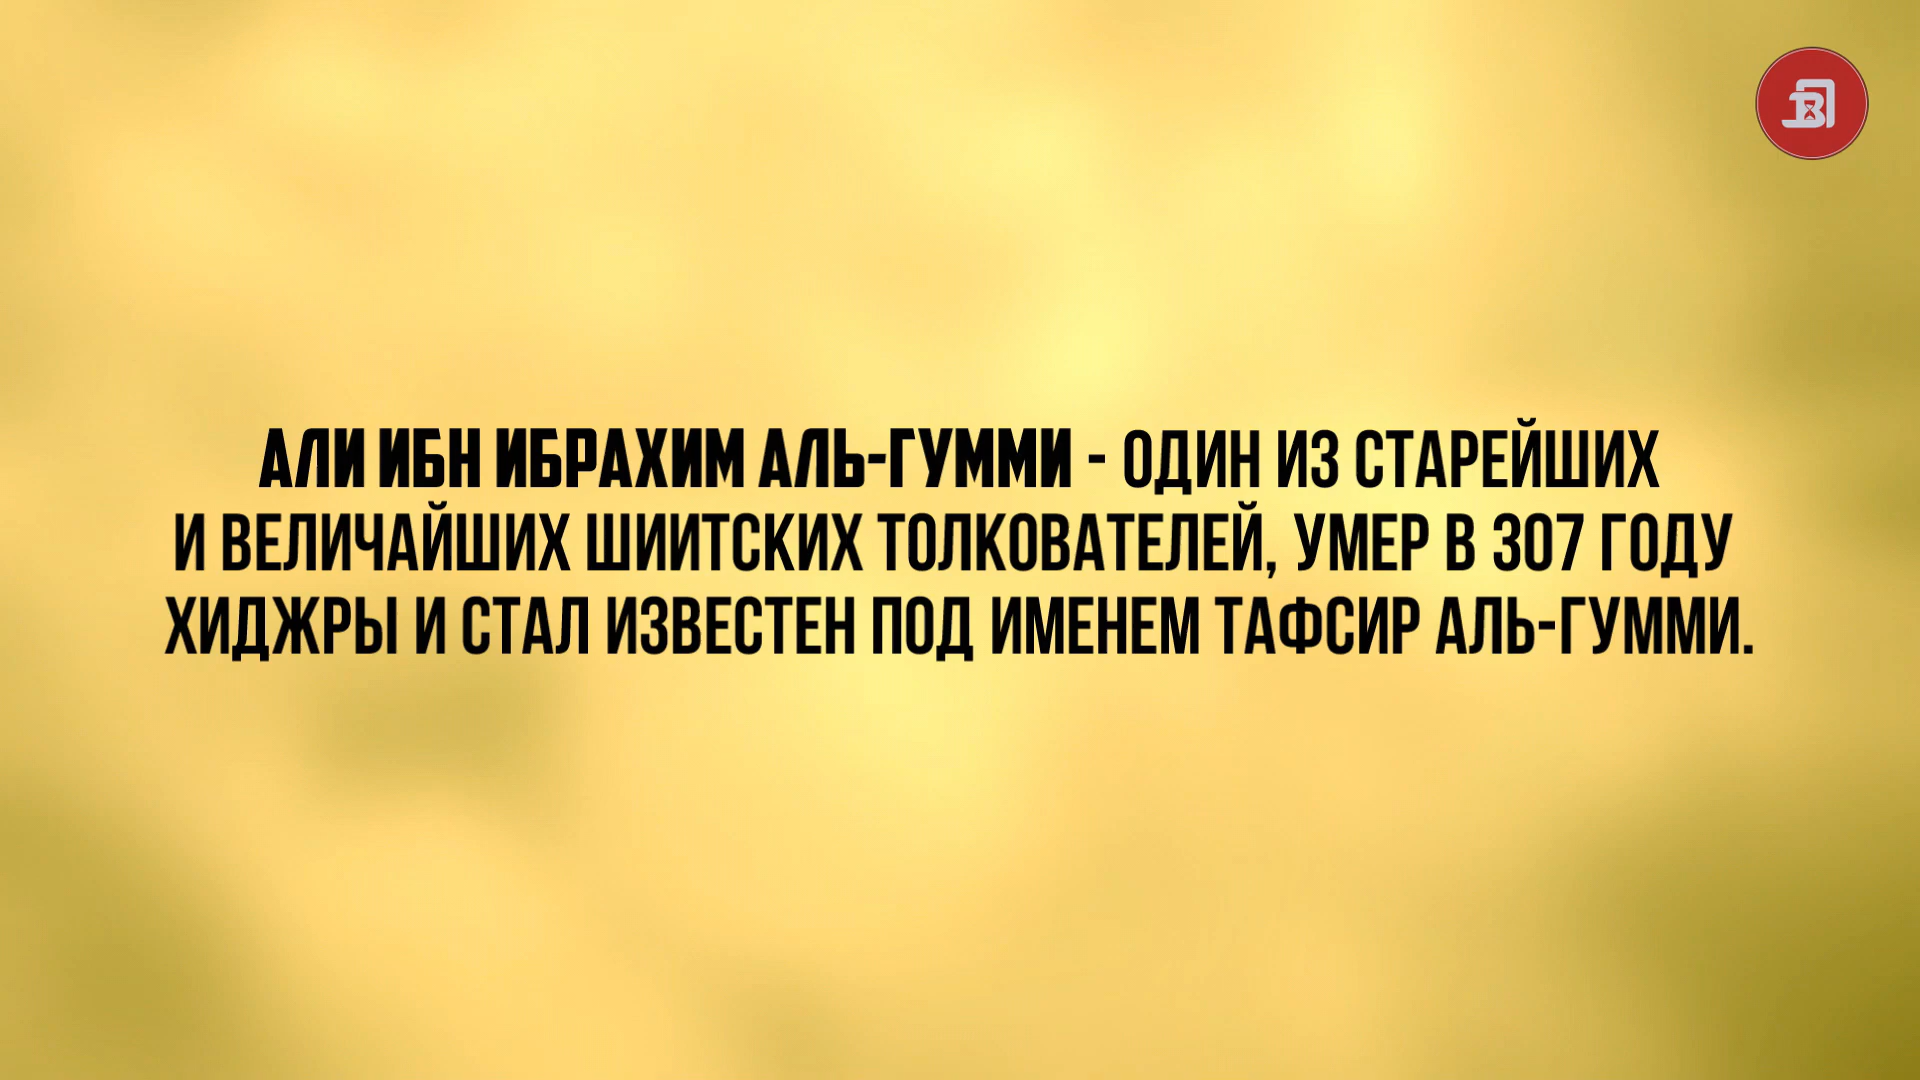 АЛИ ИБН ИБРАХИМ АЛЬ-ГУММИ - ОДИН ИЗ СТАРЕЙШИХ
И ВЕЛИЧАЙШИХ ШИИТСКИХ ТОЛКОВАТЕЛЕЙ, УМЕР В 307 ГОДУ
ХИДЖРЫ И СТАЛ ИЗВЕСТЕН ПОД ИМЕНЕМ ТАФСИР АЛЬ-ГУММИ.